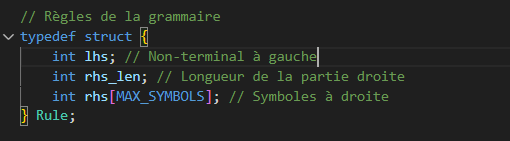 // Règles de la grammaire
typedef struct {
int lhs; // Non-terminal à gauche
int rhs_len; // Longueur de la partie droite
int rhs[MAX_SYMBOLS]; // Symboles à droite
} Rule;